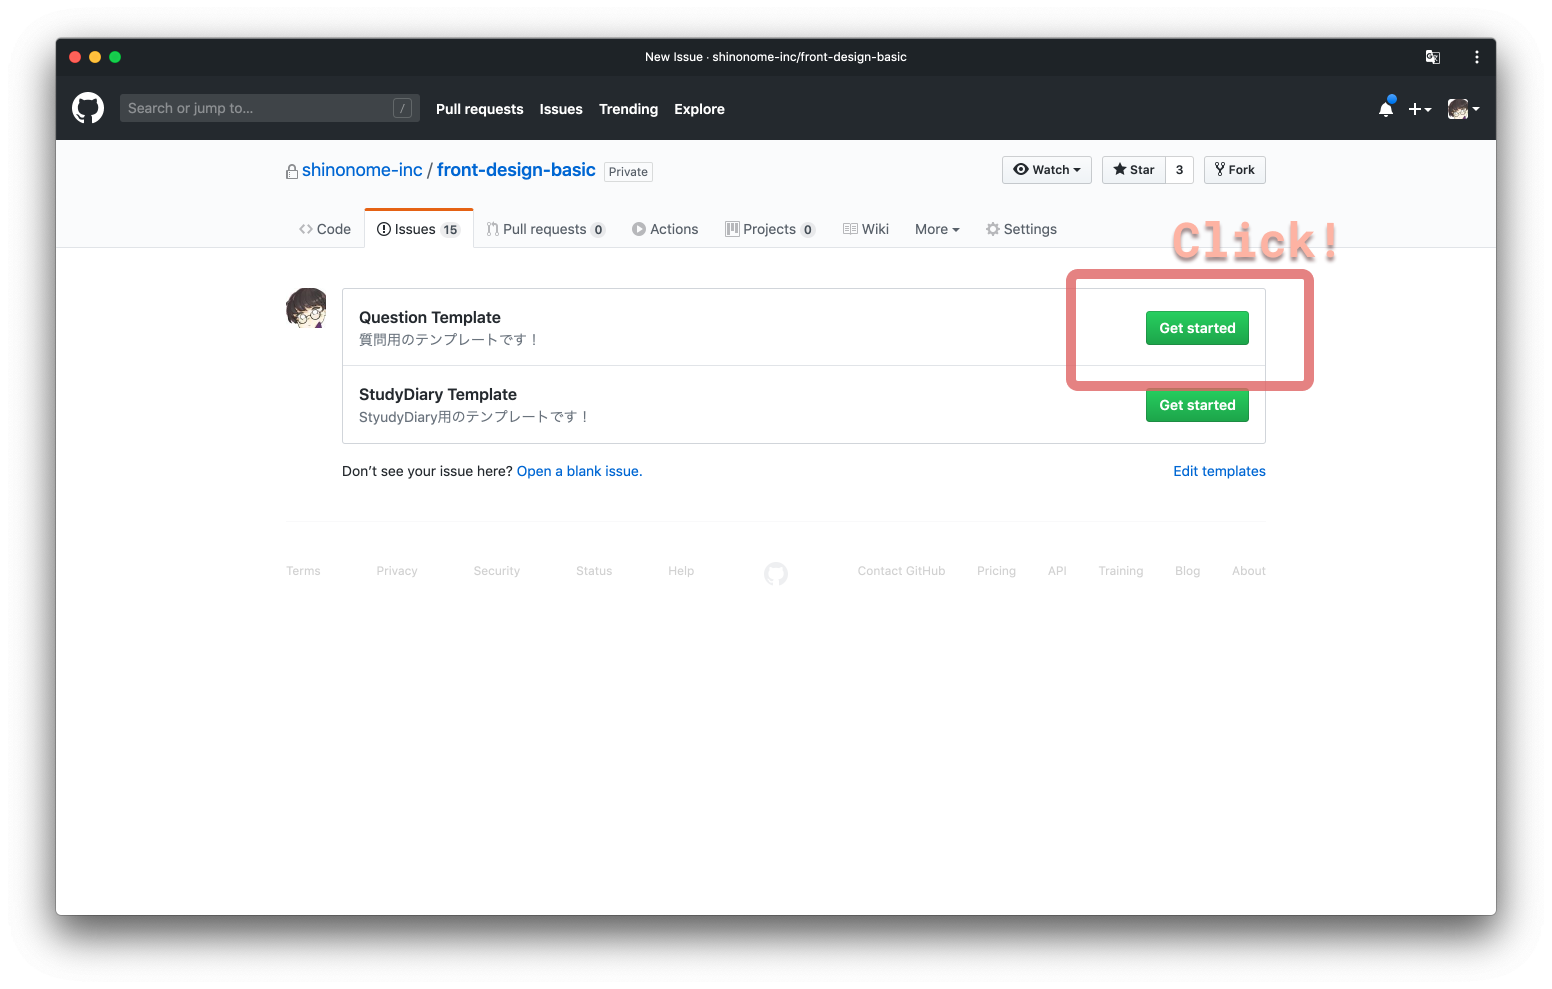 New Issue · shinonome-inc/front-design-basic
Search or jump to... /
Pull requests Issues Trending Explore
shinonome-inc / front-design-basic Private
Watch Star 3 Fork
Code Issues 15 Pull requests 0 Actions Projects 0 Wiki More Settings
Click!
Question Template
質問用のテンプレートです！
Get started
StudyDiary Template
StyudyDiary用のテンプレートです！
Get started
Don’t see your issue here? Open a blank issue.
Edit templates
Terms Privacy Security Status Help Contact GitHub Pricing API Training Blog About